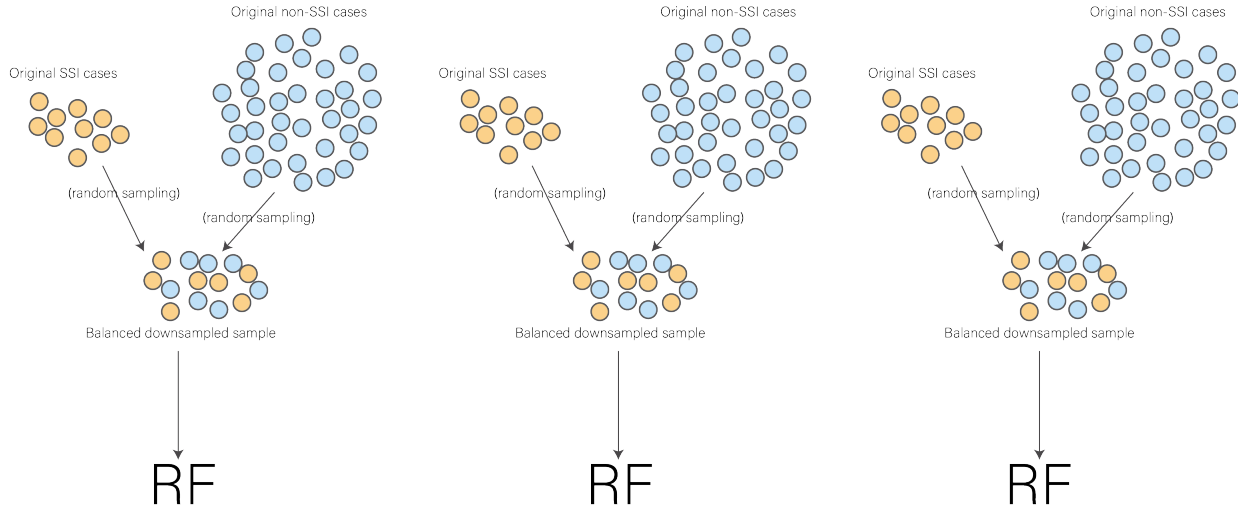 Original non-SSI cases
Original SSI cases
(random sampling)
(random sampling)
Balanced downsampled sample
RF
Original non-SSI cases
Original SSI cases
(random sampling)
(random sampling)
Balanced downsampled sample
RF
Original non-SSI cases
Original SSI cases
(random sampling)
(random sampling)
Balanced downsampled sample
RF